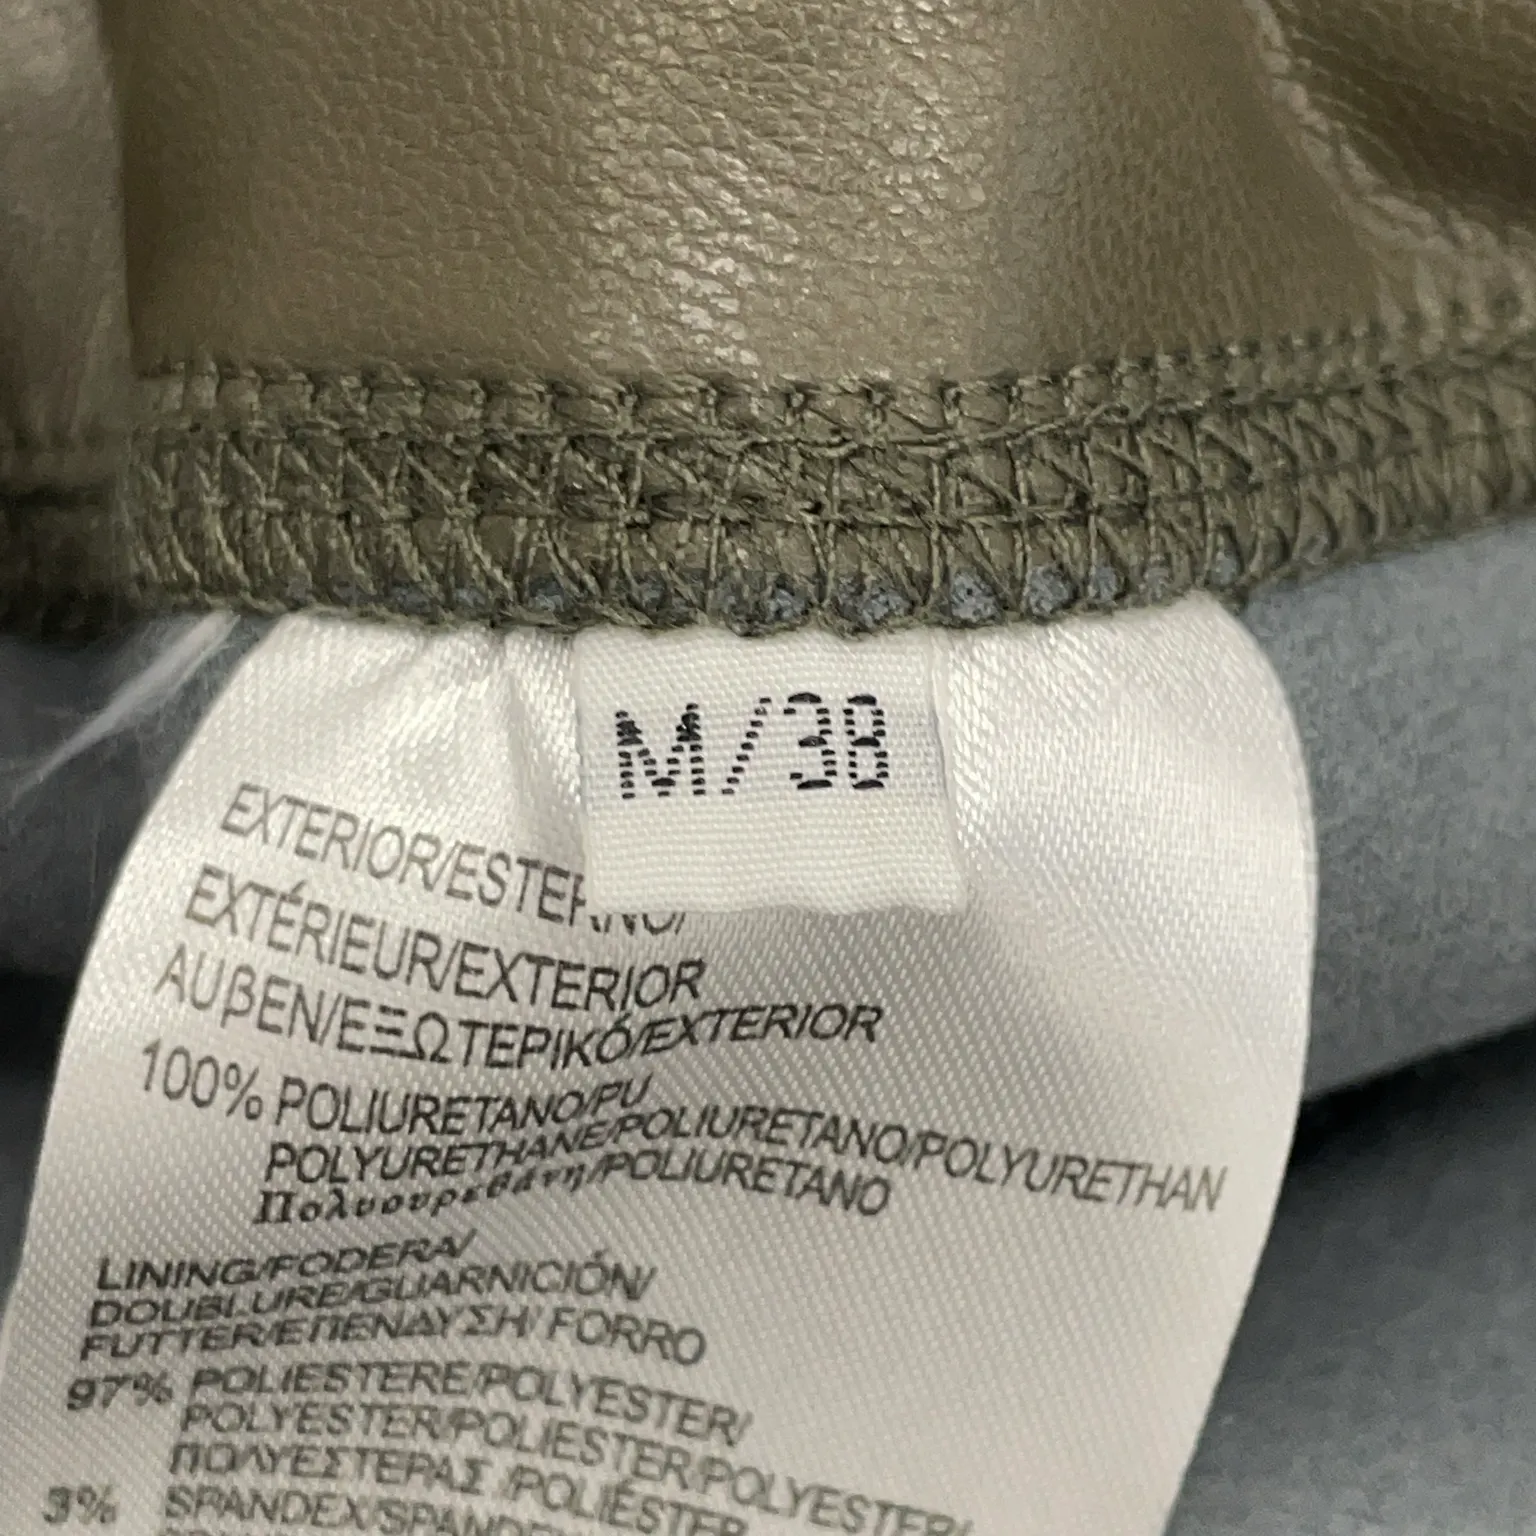 M/38
EXTERIOR/ESTERNO/
EXTÉRIEUR/EXTERIOR
AUβEN/ΕΞΩΤΕΡΙΚÓ/EXTERIOR
100% POLIURETANO/PU
POLYURETHANE/POLIURETANO/POLYURETHAN
Πολυουρεθάνη/POLIURETANO
LINING/FODERA/
DOUBLURE/GUARNICIÓN/
FUTTER/ΕΠΕΝΔΥΣΗ/ FORRO
97% POLIESTERE/POLYESTER/
POLYESTER/POLIESTER/POLYESTER/
ΠΟΛΥΕΣΤΕΡΑΣ /POLIÉSTER
3% SPANDEX/SPANDEX/